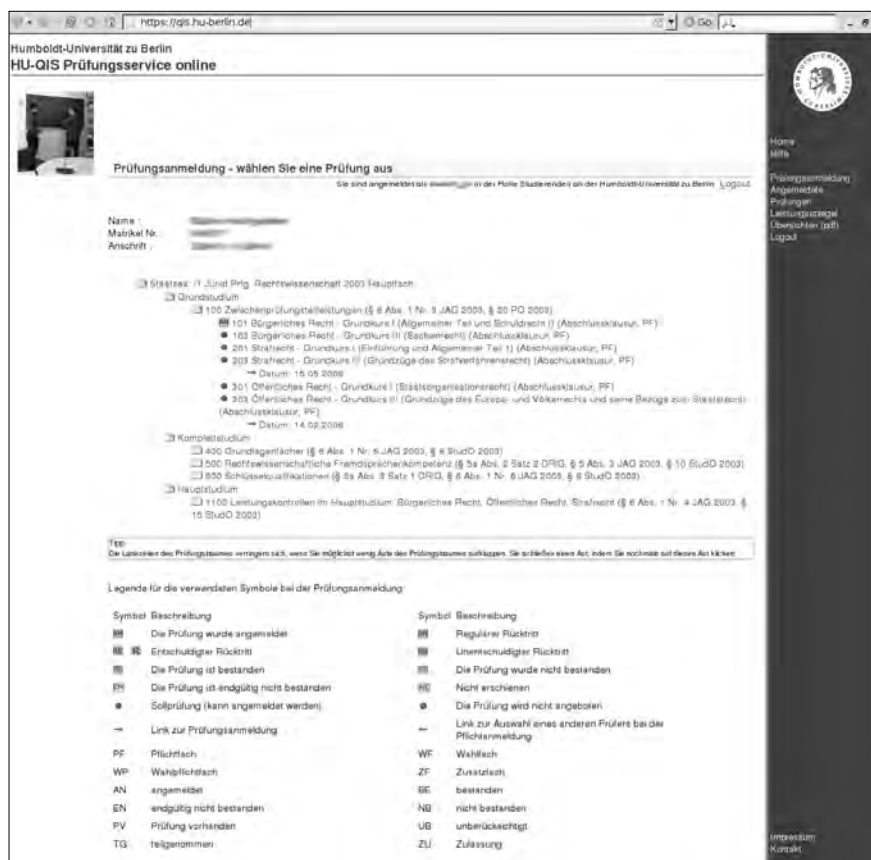 https://qis.hu-berlin.de/
Go
Humboldt-Universität zu Berlin
HU-QIS Prüfungsservice online
HUMBOLDT-UNIVERSITÄT ZU BERLIN
Home
Hilfe
Prüfungsanmeldung
Angemeldete
Prüfungen
Leistungsspiegel
Übersichten (pdf)
Logout
Prüfungsanmeldung - wählen Sie eine Prüfung aus
Sie sind angemeldet als in der Rolle Studierenden an der Humboldt-Universität zu Berlin Logout
Name :
Matrikel Nr. :
Anschrift :
Staatsex. /1.Jurist.Prfg. Rechtswissenschaft 2003 Hauptfach
Grundstudium
100 Zwischenprüfungsteilleistungen (§ 6 Abs. 1 Nr. 3 JAG 2003, § 20 PO 2003)
101 Bürgerliches Recht - Grundkurs I (Allgemeiner Teil und Schuldrecht I) (Abschlussklausur, PF)
103 Bürgerliches Recht - Grundkurs III (Sachenrecht) (Abschlussklausur, PF)
201 Strafrecht - Grundkurs I (Einführung und Allgemeiner Teil 1) (Abschlussklausur, PF)
203 Strafrecht - Grundkurs III (Grundzüge des Strafverfahrensrecht) (Abschlussklausur, PF)
→ Datum: 15.05.2006
301 Öffentliches Recht - Grundkurs I (Staatsorganisationsrecht) (Abschlussklausur, PF)
303 Öffentliches Recht - Grundkurs III (Grundzüge des Europa- und Völkerrechts und seine Bezüge zum Staatsrecht)
(Abschlussklausur, PF)
→ Datum: 14.02.2006
Komplettstudium
400 Grundlagenfächer (§ 6 Abs. 1 Nr. 6 JAG 2003, § 8 StudO 2003)
500 Rechtswissenschaftliche Fremdsprachenkompetenz (§ 5a Abs. 2 Satz 2 DRiG, § 5 Abs. 3 JAG 2003, § 10 StudO 2003)
600 Schlüsselqualifikationen (§ 5a Abs. 3 Satz 1 DRiG, § 6 Abs. 1 JAG 2003, § 9 StudO 2003)
Hauptstudium
1100 Leistungskontrollen im Hauptstudium: Bürgerliches Recht, Öffentliches Recht, Strafrecht (§ 6 Abs. 1 Nr. 4 JAG 2003, §
15 StudO 2003)
Tipp
Die Ladezeiten des Prüfungsbaumes verringern sich, wenn Sie möglichst wenig Äste des Prüfungsbaumes aufklappen. Sie schließen einen Ast, indem Sie nochmals auf diesen Ast klicken.
Legende für die verwendeten Symbole bei der Prüfungsanmeldung
Symbol Beschreibung Symbol Beschreibung
Die Prüfung wurde angemeldet Regulärer Rücktritt
Entschuldigter Rücktritt Unentschuldigter Rücktritt
Die Prüfung ist bestanden Die Prüfung wurde nicht bestanden
EN Die Prüfung ist endgültig nicht bestanden NE Nicht erschienen
Sollprüfung (kann angemeldet werden) Die Prüfung wird nicht angeboten
→ Link zur Prüfungsanmeldung ← Link zur Auswahl eines anderen Prüfers bei der
Pflichtanmeldung
PF Pflichtfach WF Wahlfach
WP Wahlpflichtfach ZF Zusatzfach
AN angemeldet BE bestanden
EN endgültig nicht bestanden NB nicht bestanden
PV Prüfung vorhanden UB unberücksichtigt
TG teilgenommen ZU Zulassung
Impressum
Kontakt